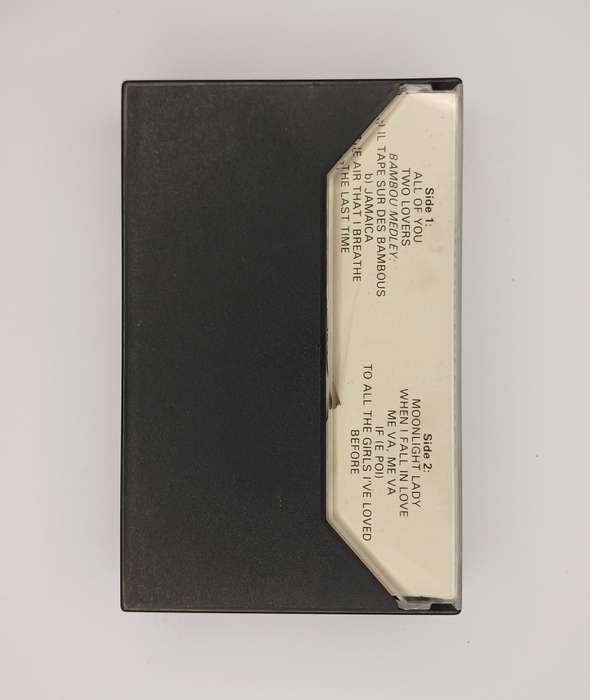 Side 1:
ALL OF YOU
TWO LOVERS
BAMBOU MEDLEY:
IL TAPE SUR DES BAMBOUS
b) JAMAICA
AIR THAT I BREATHE
THE LAST TIME
Side 2:
MOONLIGHT LADY
WHEN I FALL IN LOVE
ME VA, ME VA
IF (E POI)
TO ALL THE GIRLS I'VE LOVED
BEFORE